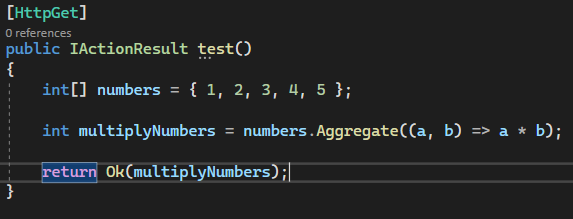 [HttpGet]
0 references
public IActionResult test()
{
int[] numbers = { 1, 2, 3, 4, 5 };
int multiplyNumbers = numbers.Aggregate((a, b) => a * b);
return Ok(multiplyNumbers);
}